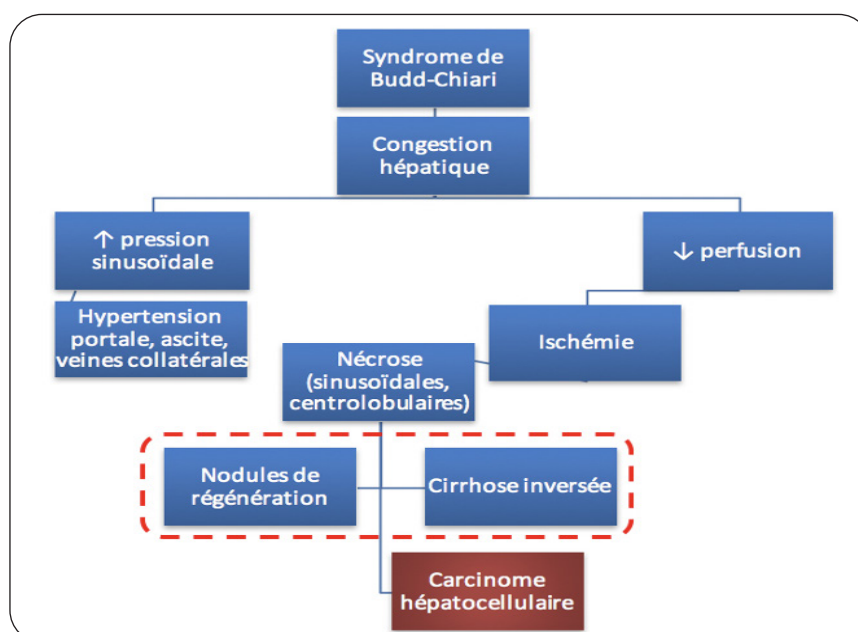 Syndrome de
Budd-Chiari
Congestion
hépatique
↑ pression
sinusoïdale
↓ perfusion
Hypertension
portale, ascite,
veines collatérales
Ischémie
Nécrose
(sinusoïdales,
centrolobulaires)
Nodules de
régénération
Cirrhose inversée
Carcinome
hépatocellulaire